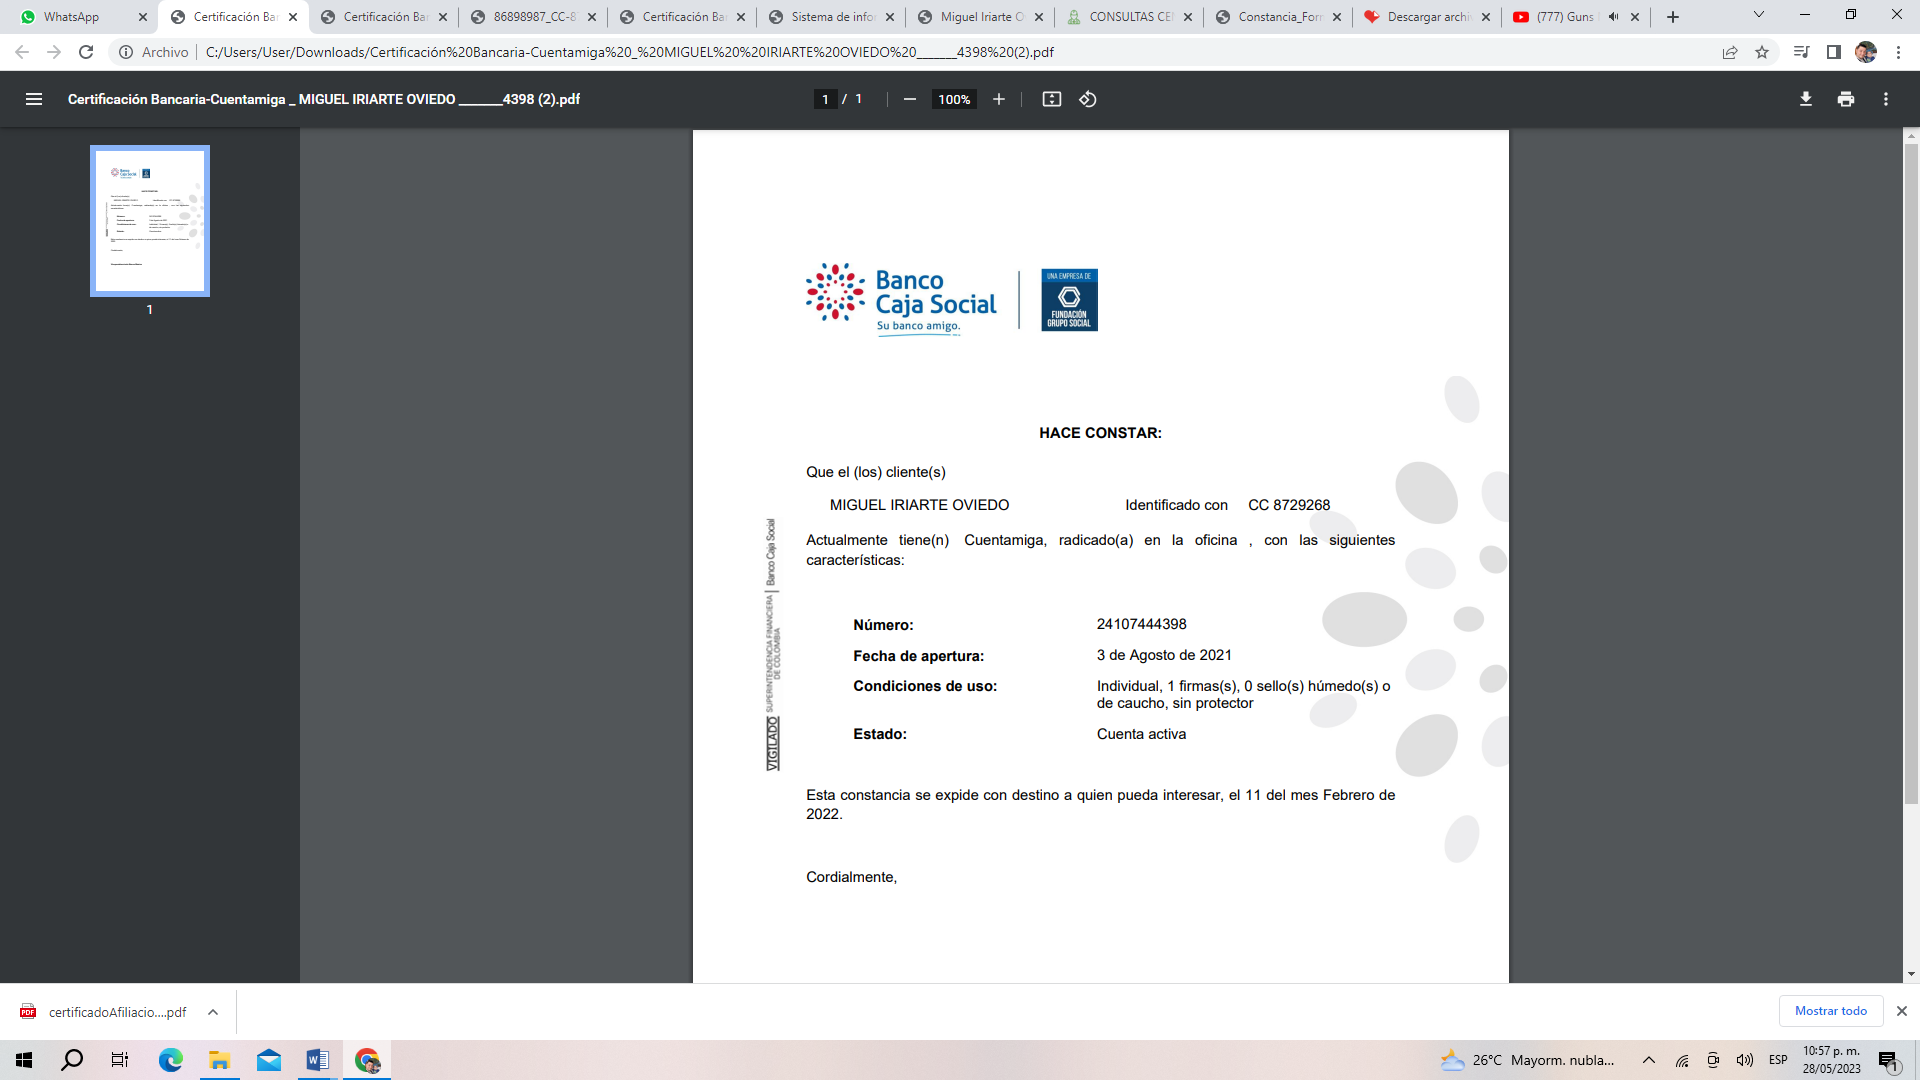 WhatsApp
Certificación Ba
Certificación Ba
86898987_CC-8
Certificación Ba
Sistema de infor
Miguel Iriarte O
CONSULTAS CE
Constancia_For
Descargar archi
(777) Guns
Archivo
C:/Users/User/Downloads/Certificación%20Bancaria-Cuentamiga%20_%20MIGUEL%20%20IRIARTE%20OVIEDO%20_______4398%20(2).pdf
Certificación Bancaria-Cuentamiga _ MIGUEL IRIARTE OVIEDO _______4398 (2).pdf
1 / 1
100%
1
Banco
Caja Social
Su banco amigo.
UNA EMPRESA DE
FUNDACIÓN
GRUPO SOCIAL
HACE CONSTAR:
Que el (los) cliente(s)
MIGUEL IRIARTE OVIEDO Identificado con CC 8729268
Actualmente tiene(n) Cuentamiga, radicado(a) en la oficina , con las siguientes
características:
Número: 24107444398
Fecha de apertura: 3 de Agosto de 2021
Condiciones de uso: Individual, 1 firmas(s), 0 sello(s) húmedo(s) o
de caucho, sin protector
Estado: Cuenta activa
VIGILADO SUPERINTENDENCIA FINANCIERA
DE COLOMBIA
Banco Caja Social
Esta constancia se expide con destino a quien pueda interesar, el 11 del mes Febrero de
2022.
Cordialmente,
certificadoAfiliacio....pdf
Mostrar todo
26°C Mayorm. nubla...
ESP
10:57 p. m.
28/05/2023
1